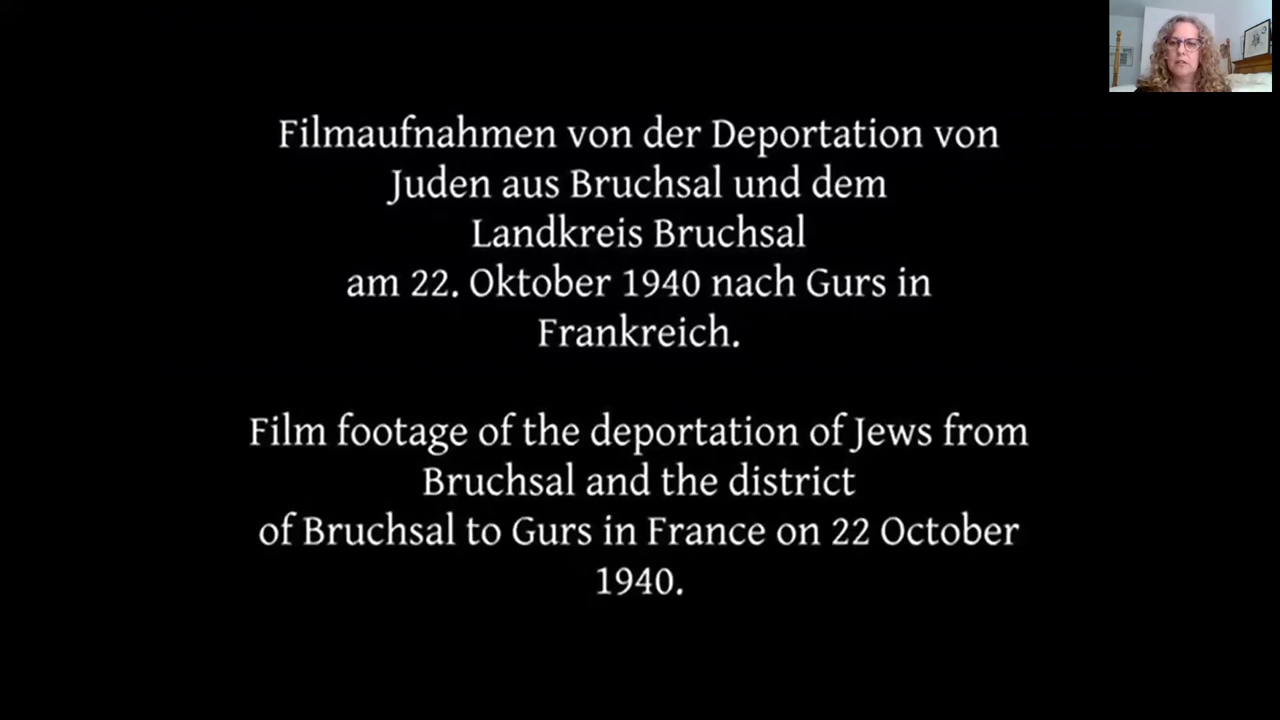 Filmaufnahmen von der Deportation von
Juden aus Bruchsal und dem
Landkreis Bruchsal
am 22. Oktober 1940 nach Gurs in
Frankreich.
Film footage of the deportation of Jews from
Bruchsal and the district
of Bruchsal to Gurs in France on 22 October
1940.